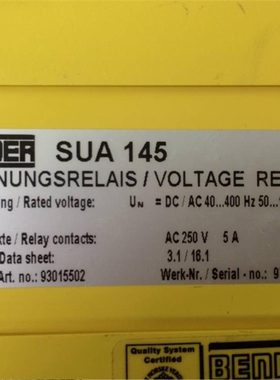 DER SUA 145
NUNGSRELAIS / VOLTAGE RE
ng / Rated voltage: UN = DC / AC 40...400 Hz 50...1
kte / Relay contacts: AC 250 V 5 A
Data sheet: 3.1 / 16.1
Art. no.: 93015502 Werk-Nr. / Serial - no.: 9
Quality System
Certified
BEN